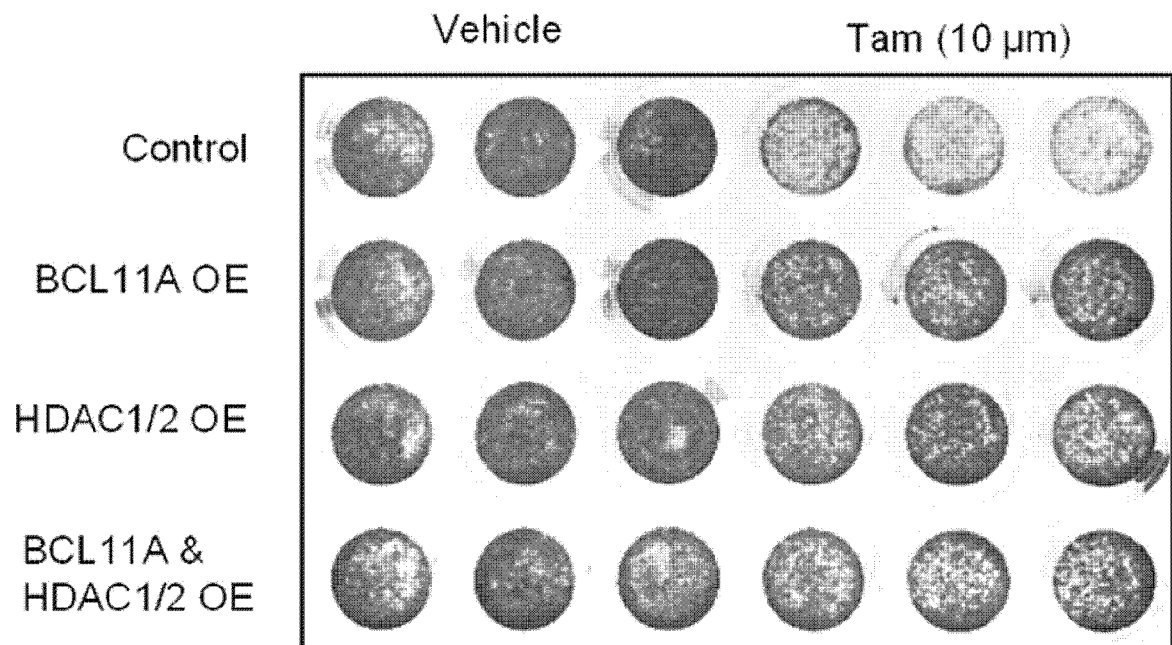 Vehicle
Tam (10 μm)
Control
BCL11A OE
HDAC1/2 OE
BCL11A &
HDAC1/2 OE